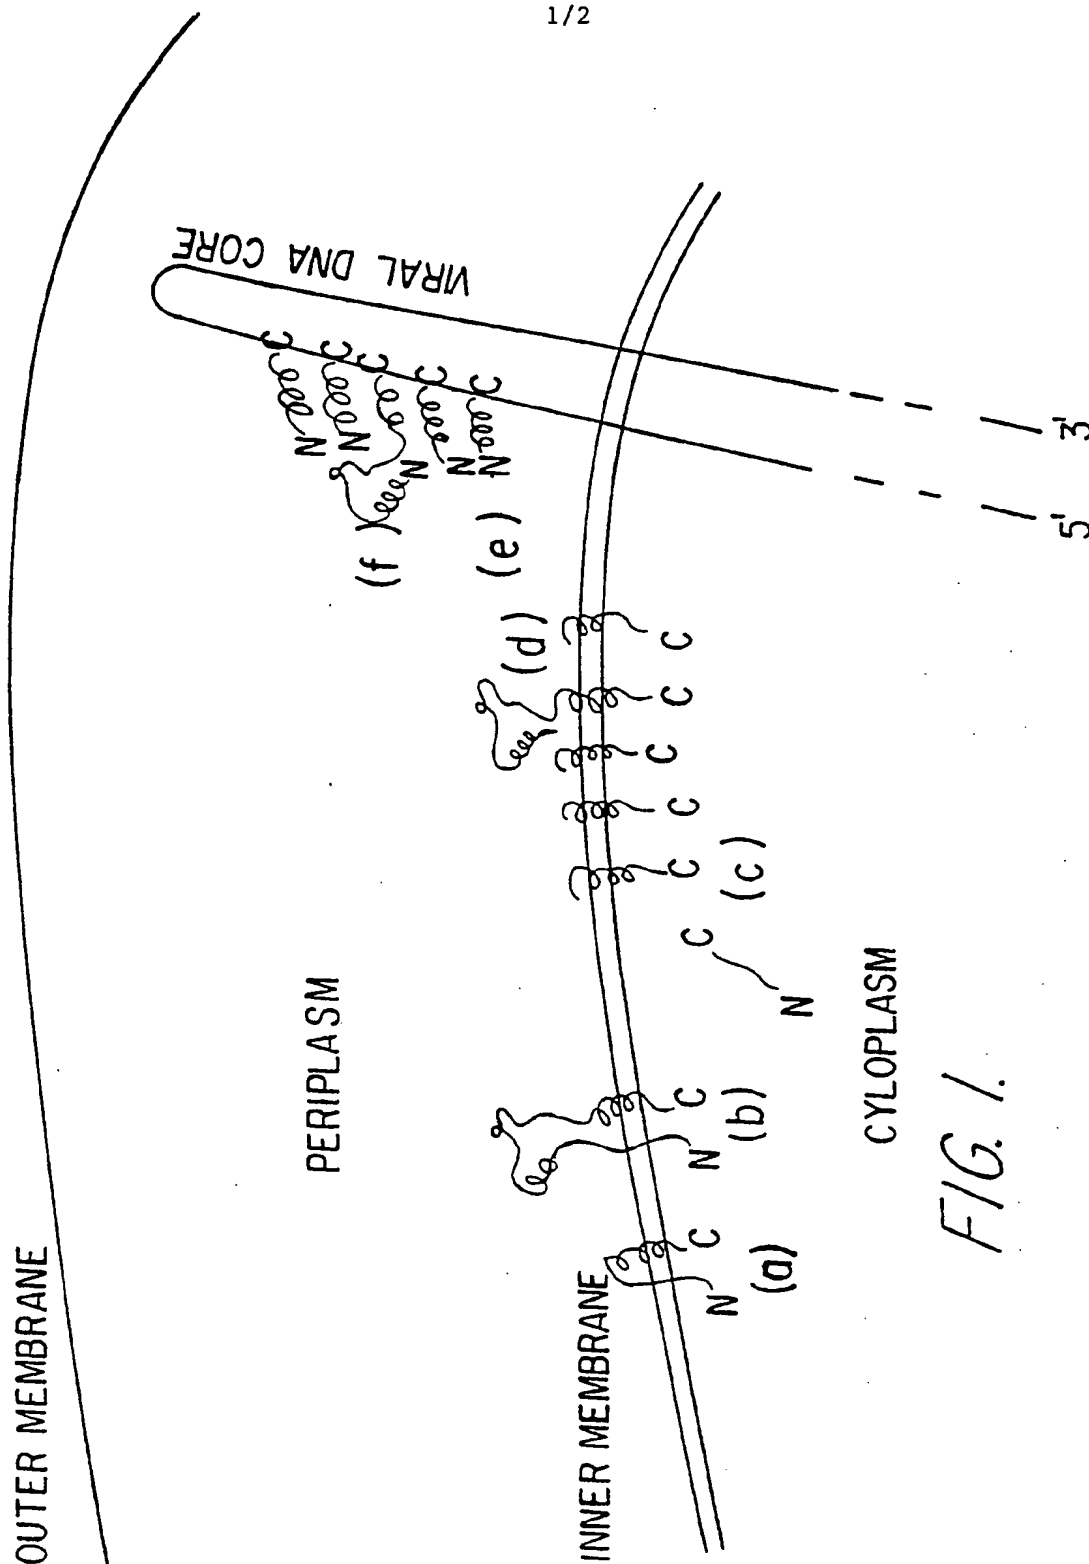 1/2
OUTER MEMBRANE
PERIPLASM
INNER MEMBRANE
VIRAL DNA CORE
N C
(a)
N C
(b)
N C
C
(c)
C
C
C
(d)
C
N C
(e)
N C
N C
(f)
N C
N C
5' 3'
CYLOPLASM
FIG. 1.